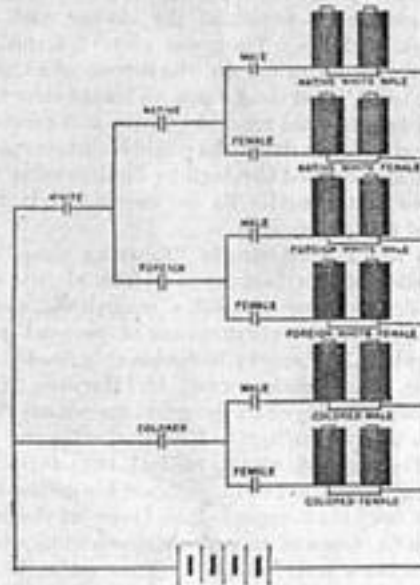 MALE
NATIVE WHITE MALE
NATIVE
FEMALE
NATIVE WHITE FEMALE
WHITE
MALE
FOREIGN WHITE MALE
FOREIGN
FEMALE
FOREIGN WHITE FEMALE
MALE
COLORED MALE
COLORED
FEMALE
COLORED FEMALE